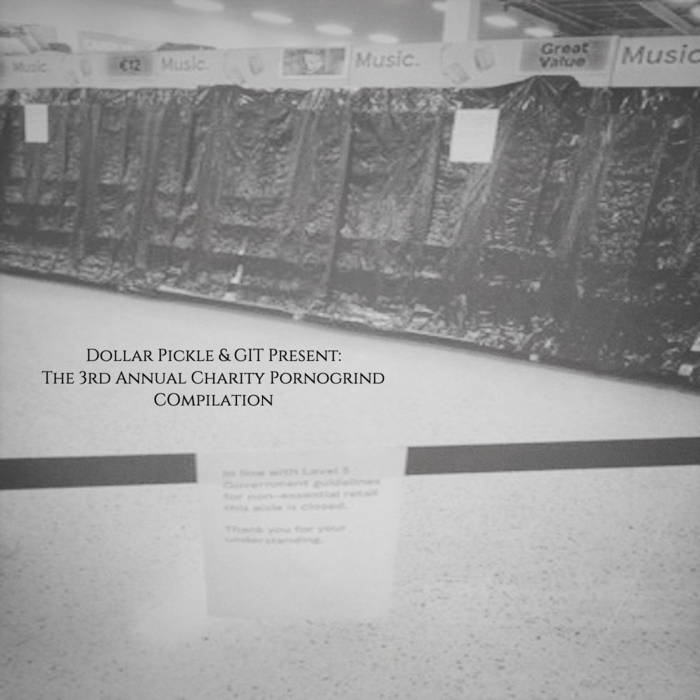 Music.
€12
Music.
Music.
Great
Value
Music
Dollar Pickle & GIT Present:
The 3rd Annual Charity Pornogrind
COmpilation
In line with Level 5
Government guidelines
for non-essential retail
this aisle is closed.
Thank you for your
understanding.